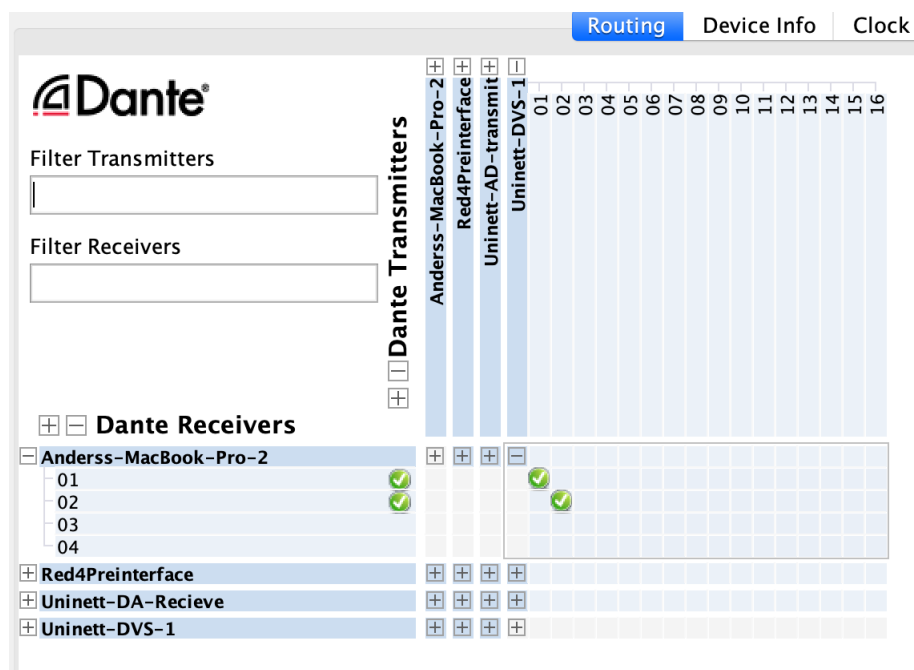 Routing Device Info Clock
Dante®
Filter Transmitters
Filter Receivers
Dante Transmitters
Anderss-MacBook-Pro-2
Red4Preinterface
Uninett-AD-transmit
Uninett-DVS-1
01 02 03 04 05 06 07 08 09 10 11 12 13 14 15 16
Dante Receivers
Anderss-MacBook-Pro-2
01
02
03
04
Red4Preinterface
Uninett-DA-Recieve
Uninett-DVS-1